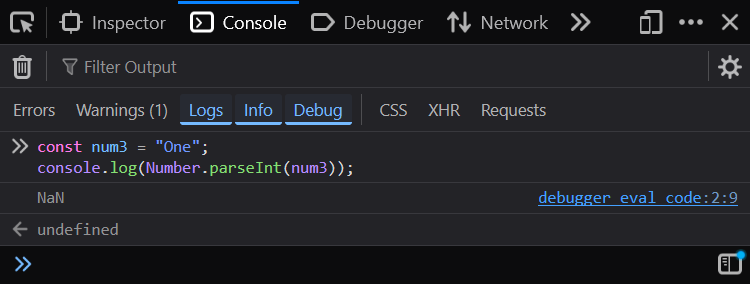 Inspector Console Debugger Network
Filter Output
Errors Warnings (1) Logs Info Debug CSS XHR Requests
const num3 = "One";
console.log(Number.parseInt(num3));
NaN debugger eval code:2:9
undefined